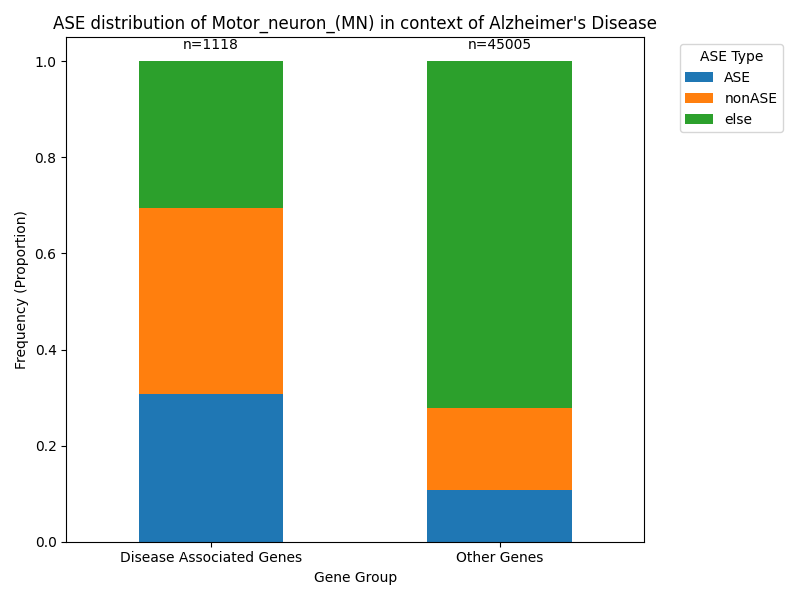 ASE distribution of Motor_neuron_(MN) in context of Alzheimer's Disease
n=1118
n=45005
ASE Type
ASE
nonASE
else
1.0
0.8
0.6
0.4
0.2
0.0
Frequency (Proportion)
Disease Associated Genes
Other Genes
Gene Group